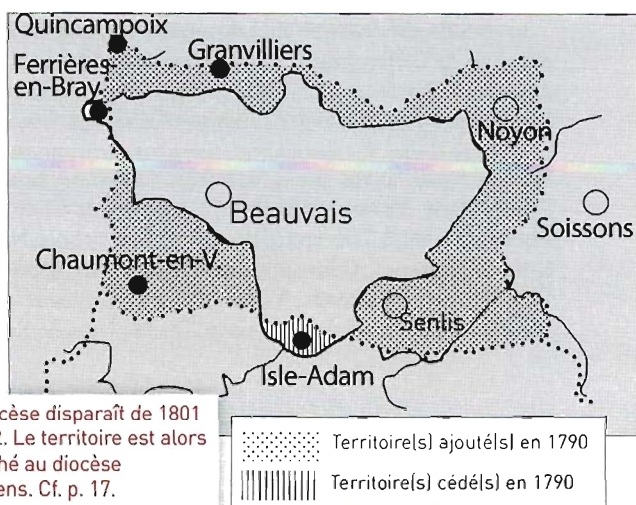 Quincampoix
Granvilliers
Ferrières-
en-Bray
Noyon
Beauvais
Soissons
Chaumont-en-V.
Senlis
Isle-Adam
cèse disparaît de 1801
2. Le territoire est alors
hé au diocèse
ens. Cf. p. 17.
Territoire(s) ajouté(s) en 1790
Territoire(s) cédé(s) en 1790